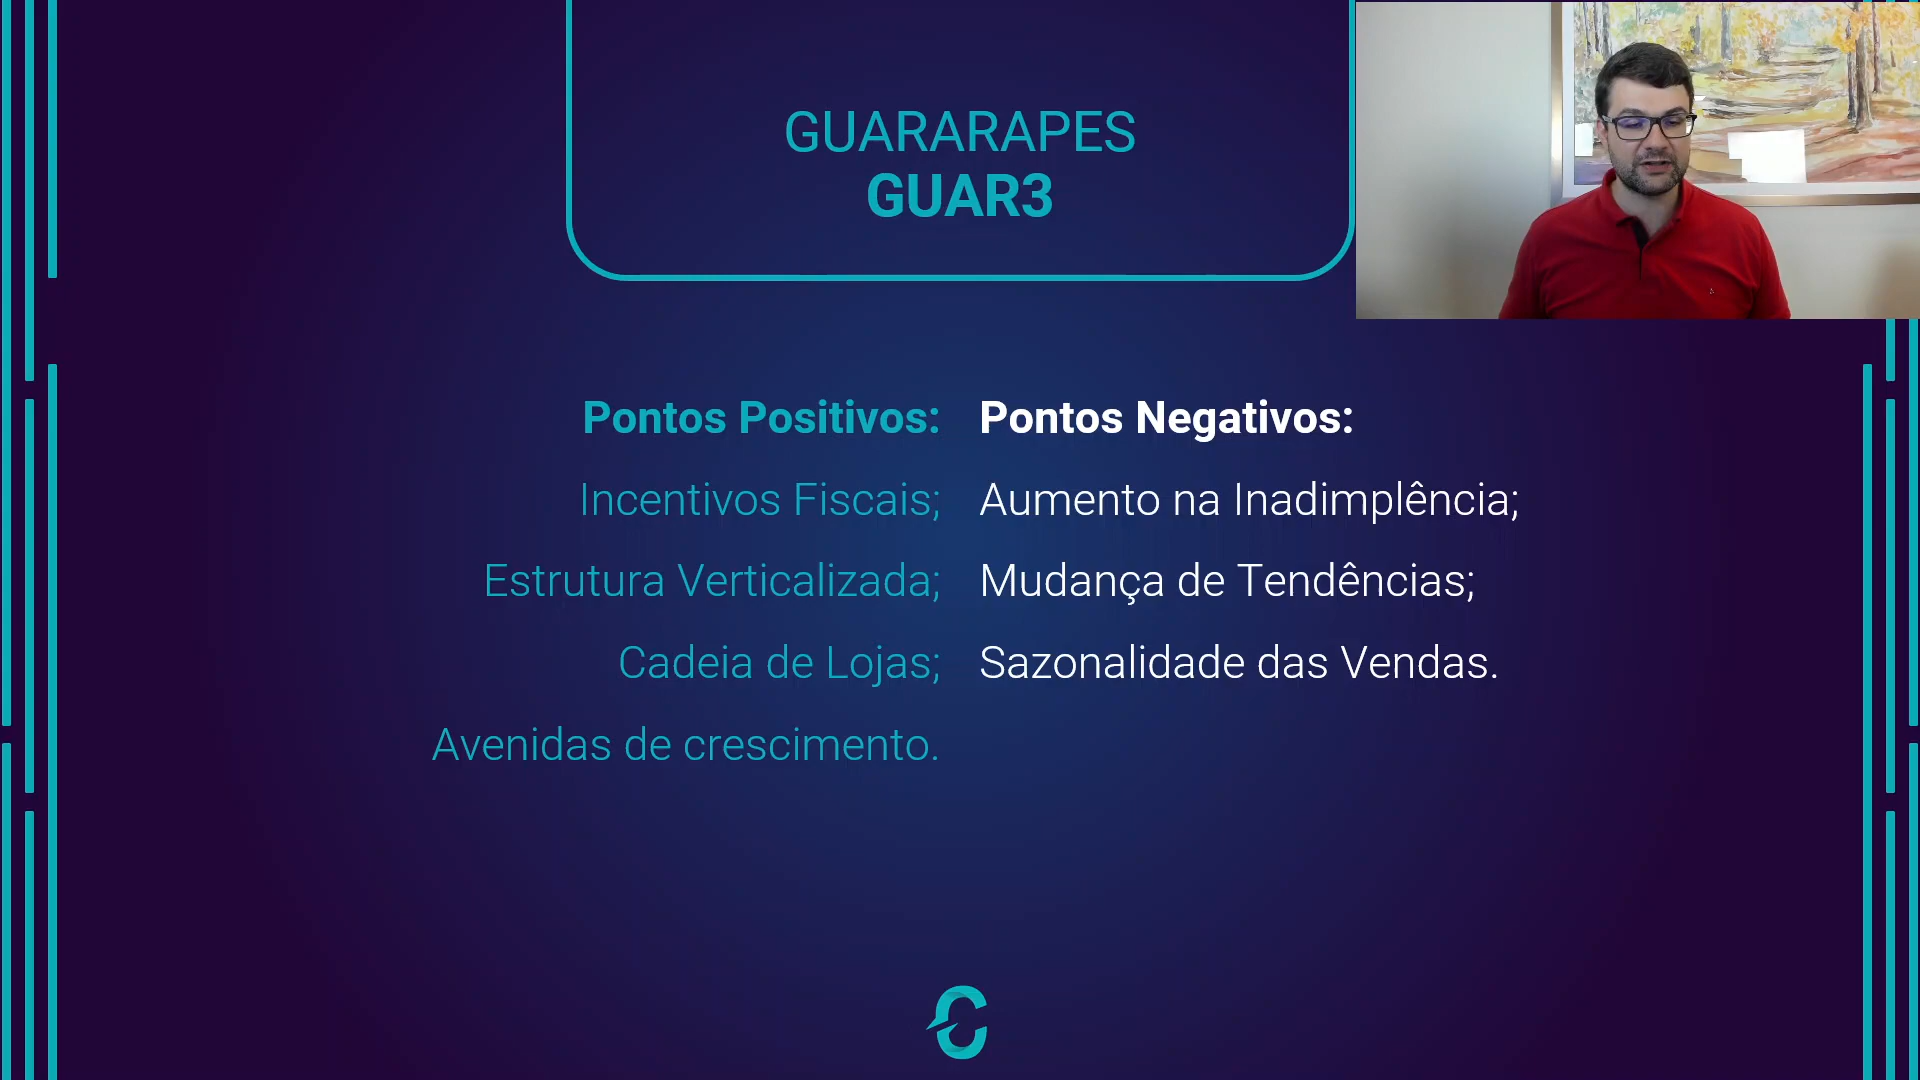 GUARARAPES
GUAR3
Pontos Positivos:
Incentivos Fiscais;
Estrutura Verticalizada;
Cadeia de Lojas;
Avenidas de crescimento.
Pontos Negativos:
Aumento na Inadimplência;
Mudança de Tendências;
Sazonalidade das Vendas.